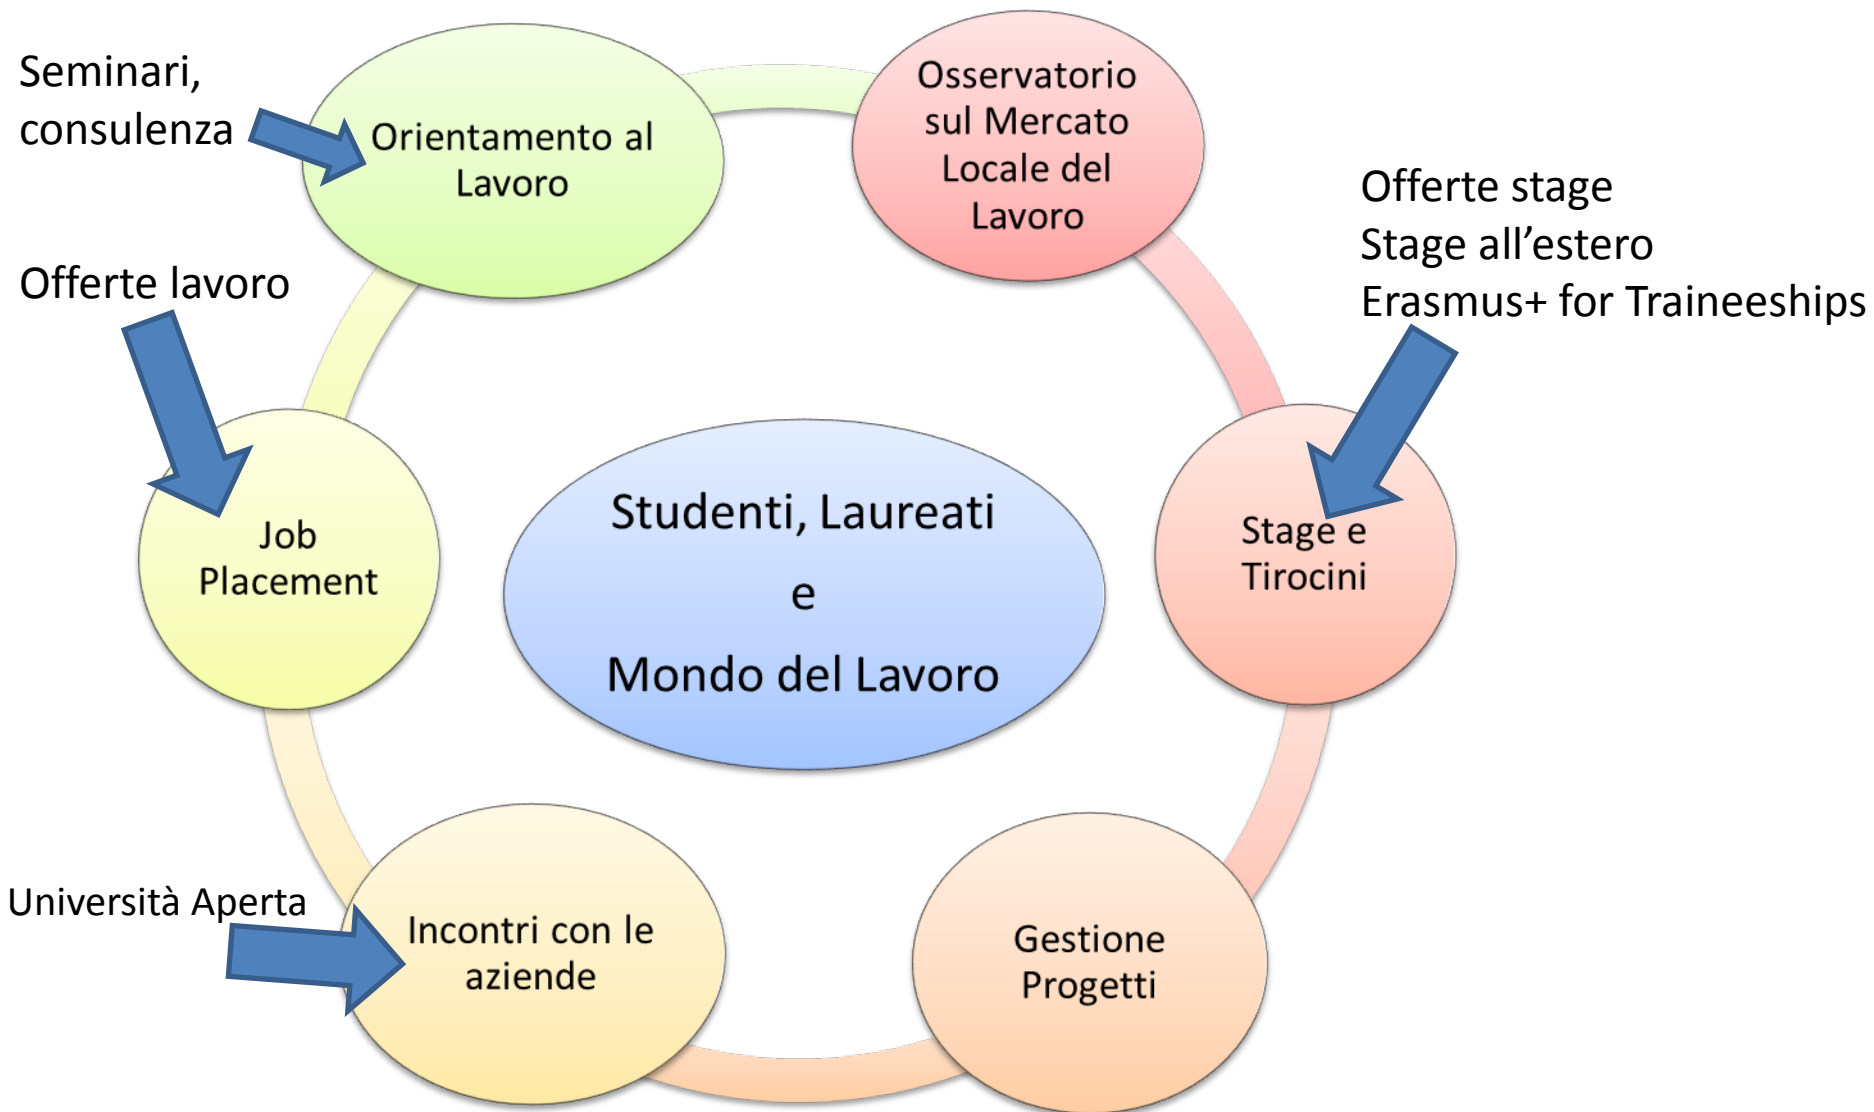 Seminari,
consulenza
Orientamento al
Lavoro
Osservatorio
sul Mercato
Locale del
Lavoro
Offerte stage
Stage all’estero
Erasmus+ for Traineeships
Offerte lavoro
Job
Placement
Studenti, Laureati
e
Mondo del Lavoro
Stage e
Tirocini
Università Aperta
Incontri con le
aziende
Gestione
Progetti